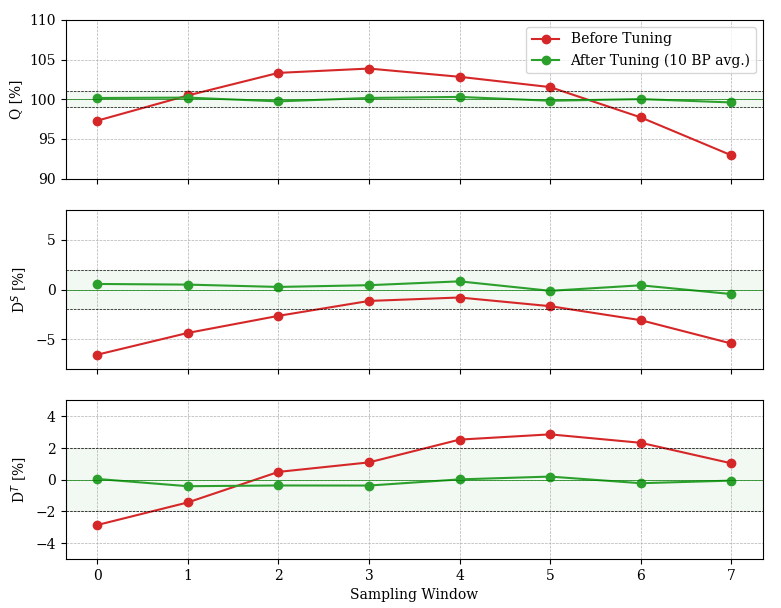 110
105
100
95
90
Q [%]
Before Tuning
After Tuning (10 BP avg.)
5
0
−5
D^S [%]
4
2
0
−2
−4
D^T [%]
0 1 2 3 4 5 6 7
Sampling Window